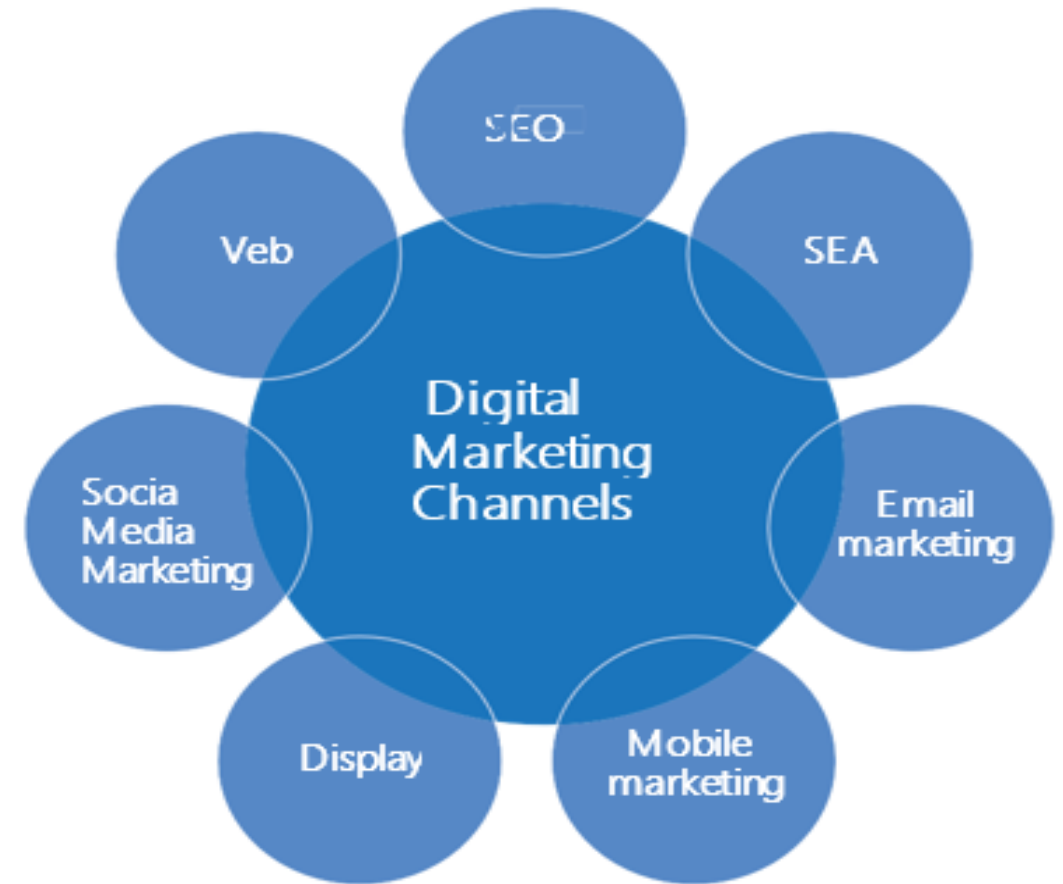 SEO
Veb
SEA
Digital
Marketing
Channels
Socia
Media
Marketing
Email
marketing
Display
Mobile
marketing